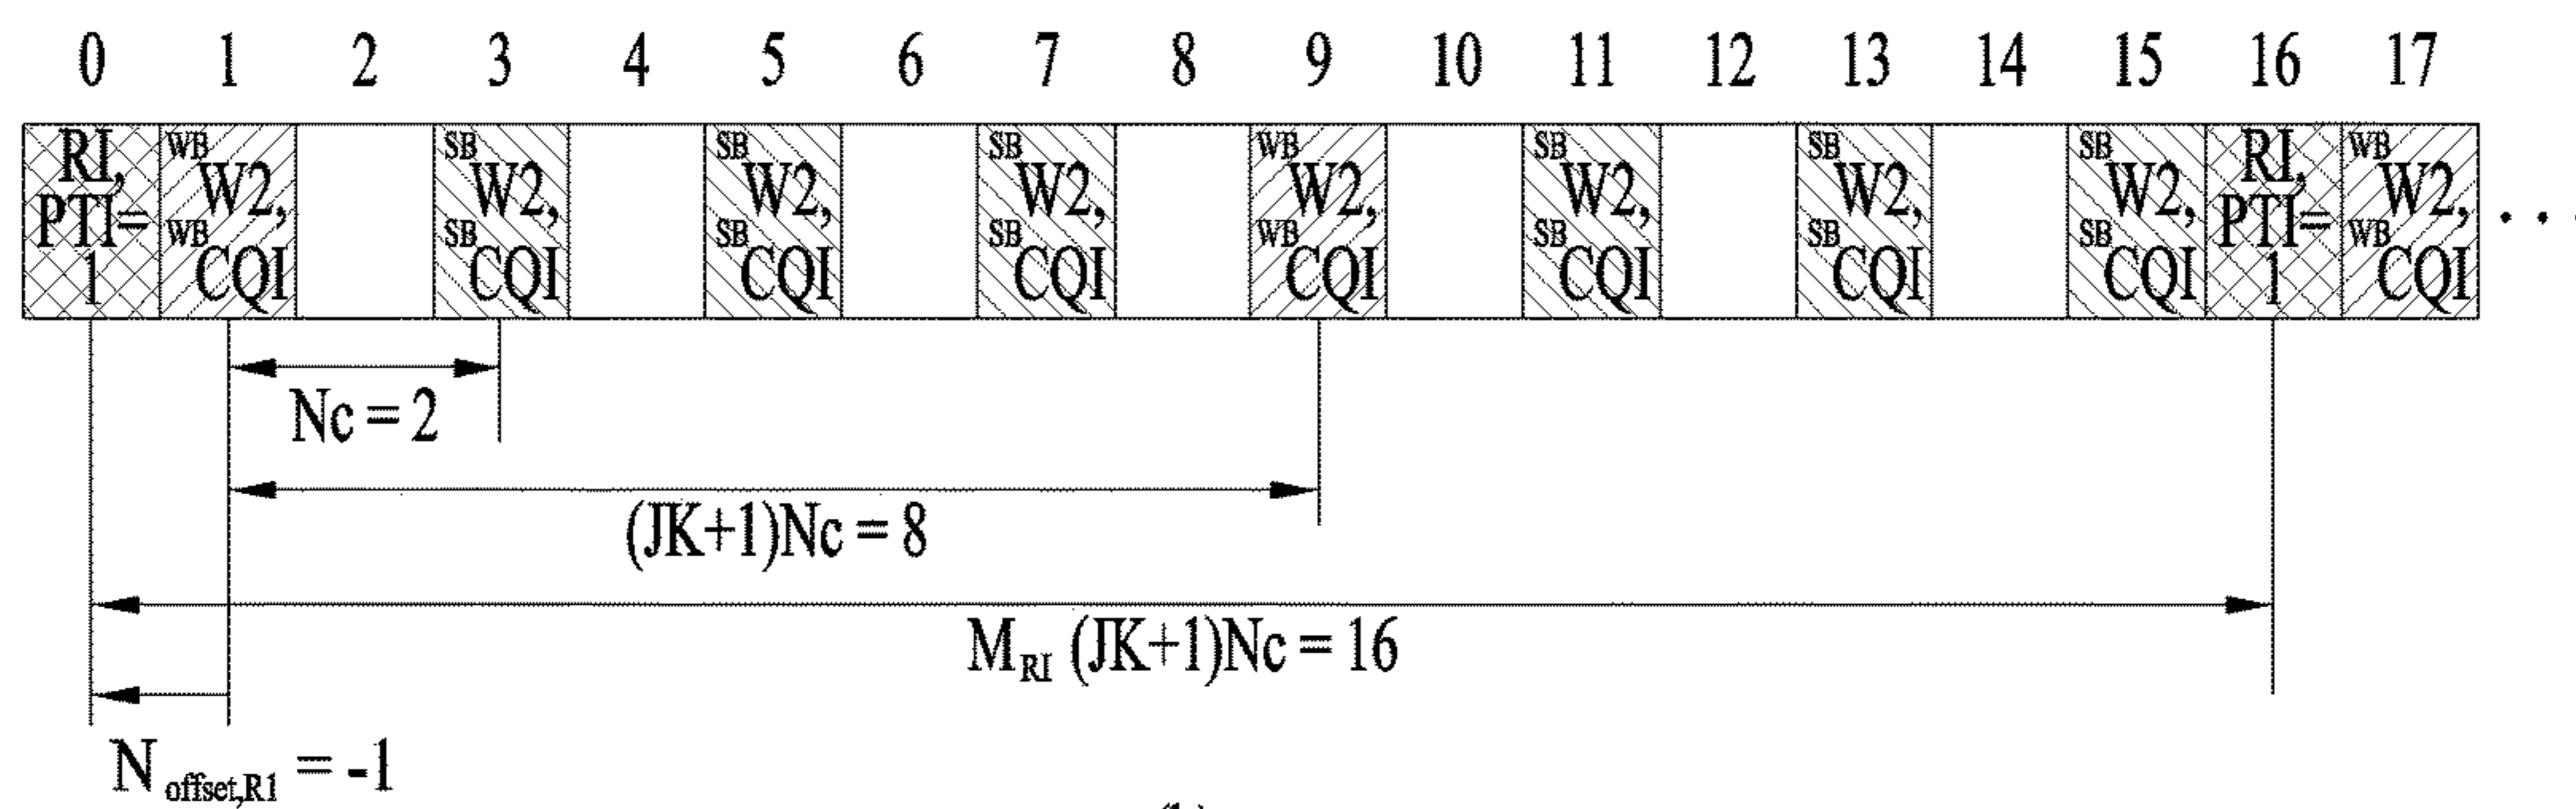 0 1 2 3 4 5 6 7 8 9 10 11 12 13 14 15 16 17
RI, PTI= 1
WB W2, WB CQI
SB W2, SB CQI
SB W2, SB CQI
SB W2, SB CQI
WB W2, WB CQI
SB W2, SB CQI
SB W2, SB CQI
SB W2, SB CQI
RI, PTI= 1
WB W2, WB CQI
...
Nc = 2
(JK+1)Nc = 8
M_RI (JK+1)Nc = 16
N_offset,R1 = -1